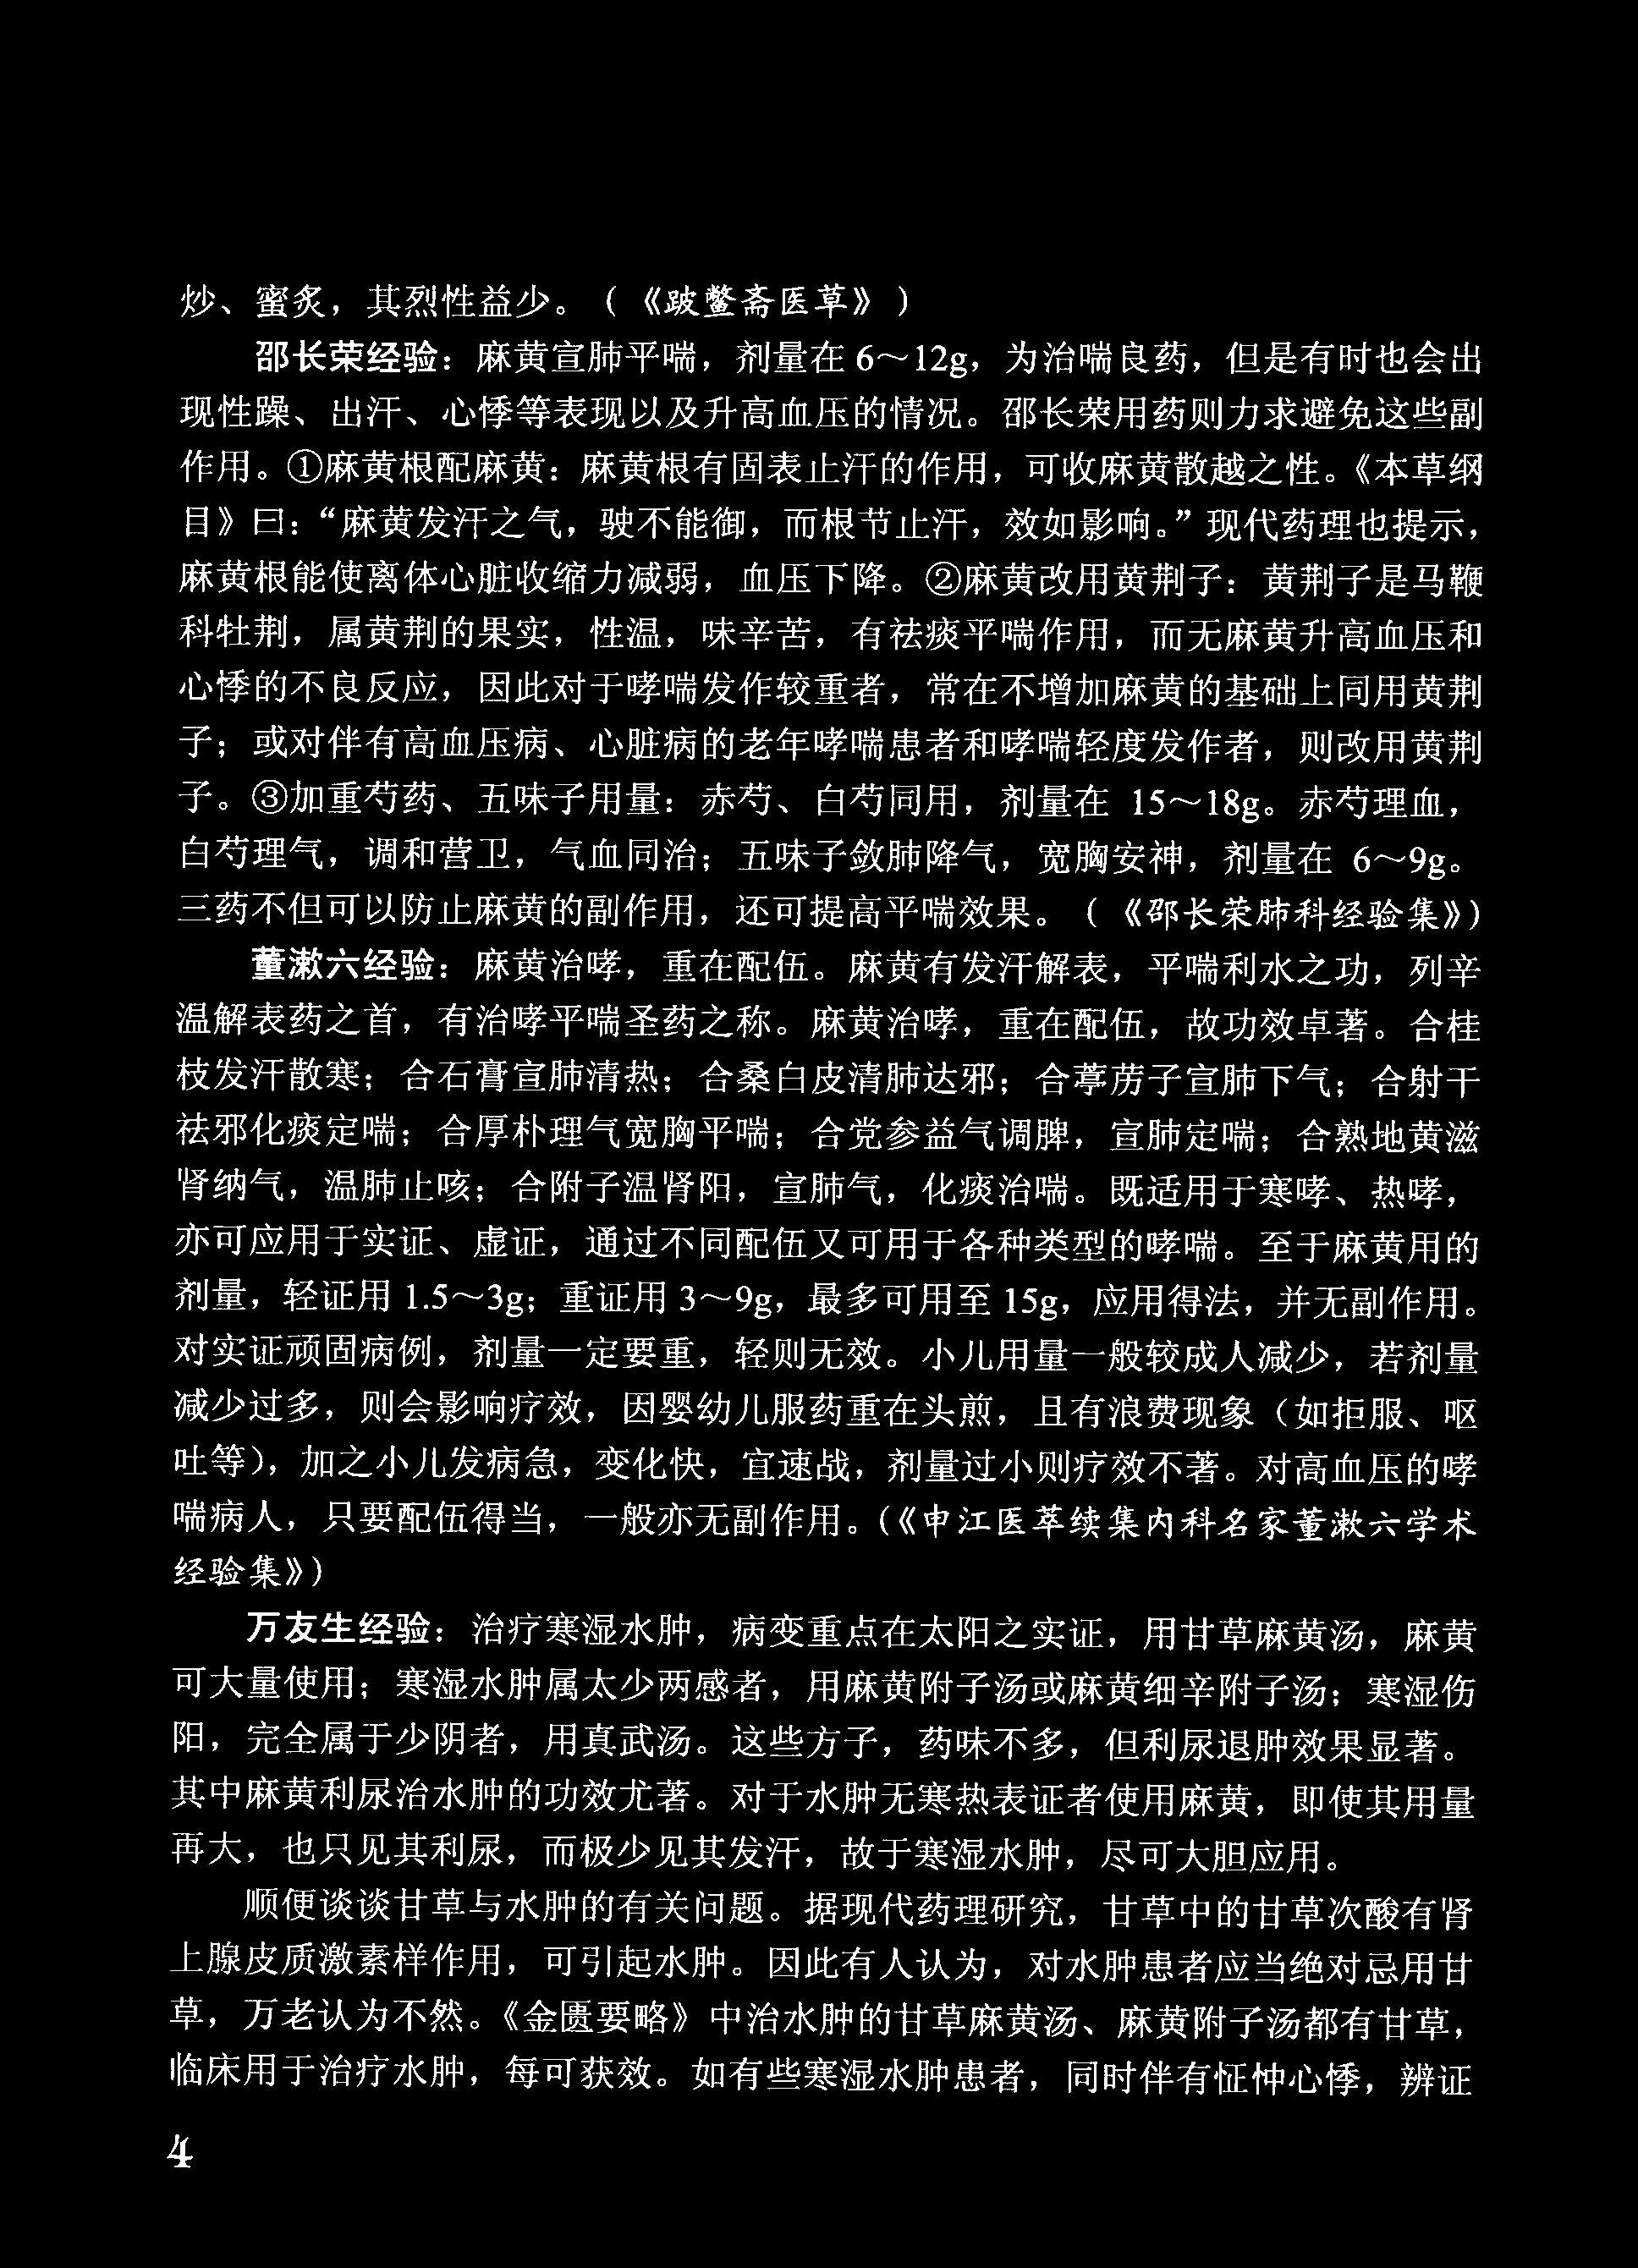 炒、蜜炙，其烈性益少。（《跛鳖斋医草》）
邵长荣经验：麻黄宣肺平喘，剂量在 6～12g，为治喘良药，但是有时也会出
现性躁、出汗、心悸等表现以及升高血压的情况。邵长荣用药则力求避免这些副
作用。①麻黄根配麻黄：麻黄根有固表止汗的作用，可收麻黄散越之性。《本草纲
目》曰：“麻黄发汗之气，驶不能御，而根节止汗，效如影响。”现代药理也提示，
麻黄根能使离体心脏收缩力减弱，血压下降。②麻黄改用黄荆子：黄荆子是马鞭
科牡荆，属黄荆的果实，性温，味辛苦，有祛痰平喘作用，而无麻黄升高血压和
心悸的不良反应，因此对于哮喘发作较重者，常在不增加麻黄的基础上同用黄荆
子；或对伴有高血压病、心脏病的老年哮喘患者和哮喘轻度发作者，则改用黄荆
子。③加重芍药、五味子用量：赤芍、白芍同用，剂量在 15～18g。赤芍理血，
白芍理气，调和营卫，气血同治；五味子敛肺降气，宽胸安神，剂量在 6～9g。
三药不但可以防止麻黄的副作用，还可提高平喘效果。（《邵长荣肺科经验集》）
董漱六经验：麻黄治哮，重在配伍。麻黄有发汗解表，平喘利水之功，列辛
温解表药之首，有治哮平喘圣药之称。麻黄治哮，重在配伍，故功效卓著。合桂
枝发汗散寒；合石膏宣肺清热；合桑白皮清肺达邪；合葶苈子宣肺下气；合射干
祛邪化痰定喘；合厚朴理气宽胸平喘；合党参益气调脾，宣肺定喘；合熟地黄滋
肾纳气，温肺止咳；合附子温肾阳，宣肺气，化痰治喘。既适用于寒哮、热哮，
亦可应用于实证、虚证，通过不同配伍又可用于各种类型的哮喘。至于麻黄用的
剂量，轻证用 1.5～3g；重证用 3～9g，最多可用至 15g，应用得法，并无副作用。
对实证顽固病例，剂量一定要重，轻则无效。小儿用量一般较成人减少，若剂量
减少过多，则会影响疗效，因婴幼儿服药重在头煎，且有浪费现象（如拒服、呕
吐等），加之小儿发病急，变化快，宜速战，剂量过小则疗效不著。对高血压的哮
喘病人，只要配伍得当，一般亦无副作用。（《申江医萃续集内科名家董漱六学术
经验集》）
万友生经验：治疗寒湿水肿，病变重点在太阳之实证，用甘草麻黄汤，麻黄
可大量使用；寒湿水肿属太少两感者，用麻黄附子汤或麻黄细辛附子汤；寒湿伤
阳，完全属于少阴者，用真武汤。这些方子，药味不多，但利尿退肿效果显著。
其中麻黄利尿治水肿的功效尤著。对于水肿无寒热表证者使用麻黄，即使其用量
再大，也只见其利尿，而极少见其发汗，故于寒湿水肿，尽可大胆应用。
顺便谈谈甘草与水肿的有关问题。据现代药理研究，甘草中的甘草次酸有肾
上腺皮质激素样作用，可引起水肿。因此有人认为，对水肿患者应当绝对忌用甘
草，万老认为不然。《金匮要略》中治水肿的甘草麻黄汤、麻黄附子汤都有甘草，
临床用于治疗水肿，每可获效。如有些寒湿水肿患者，同时伴有怔忡心悸，辨证
4